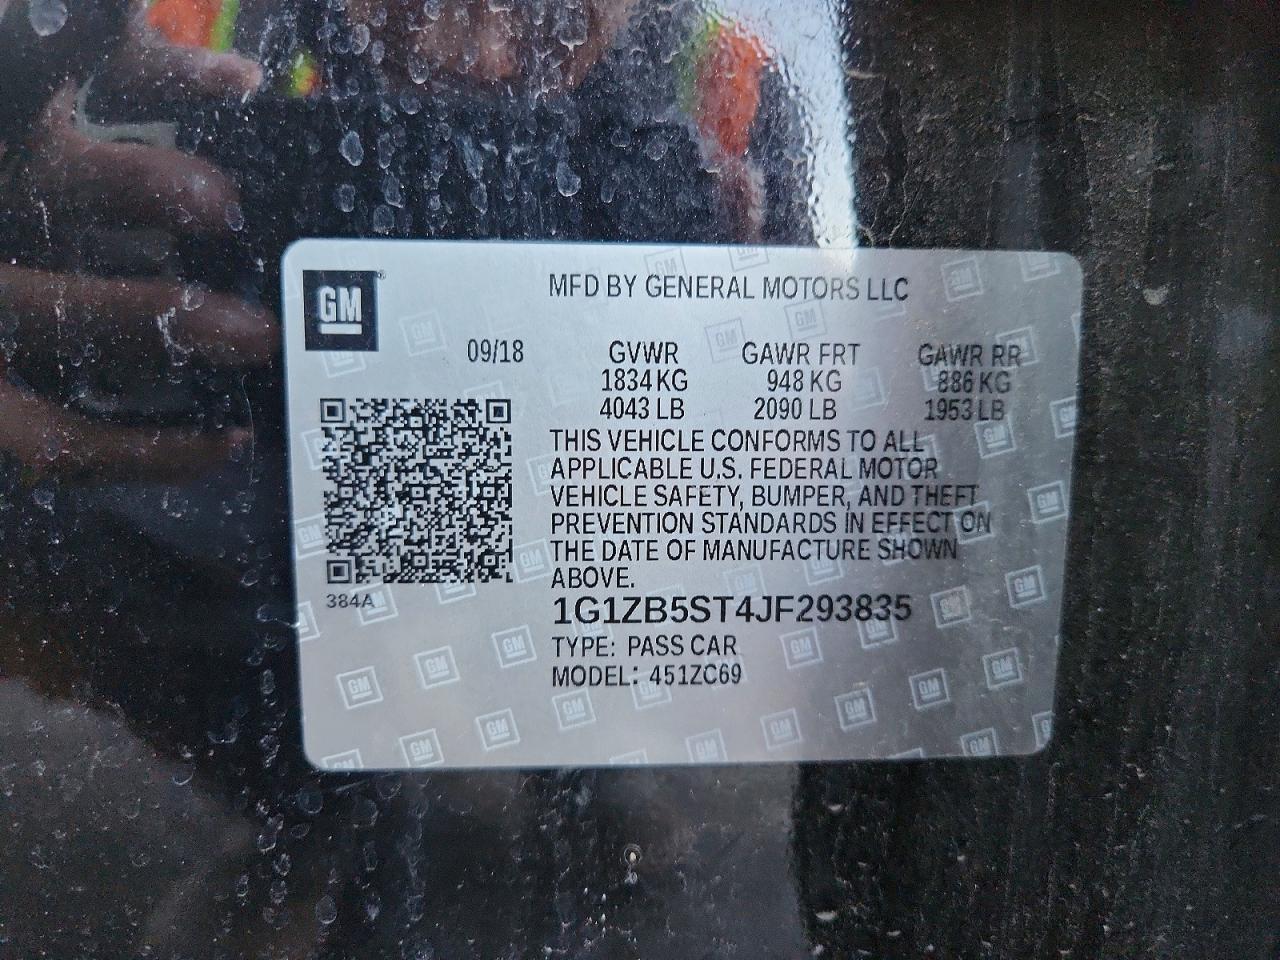 GM
MFD BY GENERAL MOTORS LLC
09/18 GVWR GAWR FRT GAWR RR
1834 KG 948 KG 886 KG
4043 LB 2090 LB 1953 LB
THIS VEHICLE CONFORMS TO ALL
APPLICABLE U.S. FEDERAL MOTOR
VEHICLE SAFETY, BUMPER, AND THEFT
PREVENTION STANDARDS IN EFFECT ON
THE DATE OF MANUFACTURE SHOWN
ABOVE.
384A
1G1ZB5ST4JF293835
TYPE: PASS CAR
MODEL: 451ZC69